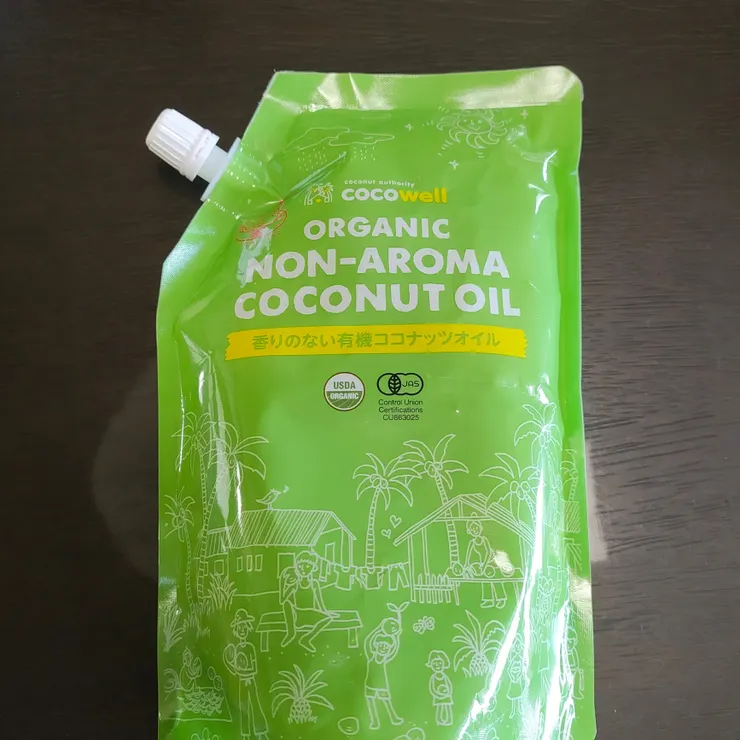 coconut authority
cocowell
ORGANIC
NON-AROMA
COCONUT OIL
香りのない有機ココナッツオイル
USDA
ORGANIC
JAS
Control Union
Certifications
CU863025